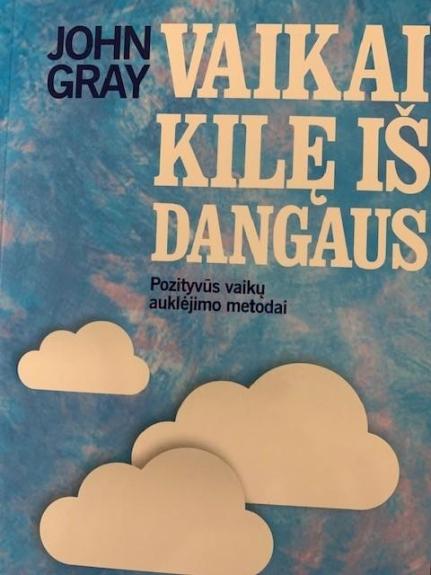 JOHN
GRAY
VAIKAI
KILĘ IŠ
DANGAUS
Pozityvūs vaikų
auklėjimo metodai